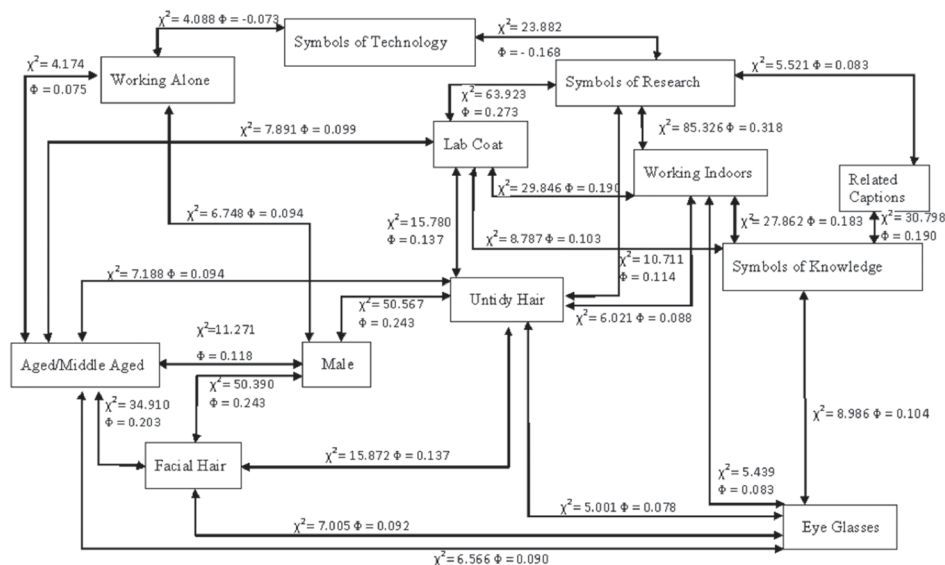 χ²= 4.088 Φ = -0.073
Symbols of Technology
χ²= 23.882
Φ = - 0.168
χ²= 4.174
Φ = 0.075
Working Alone
Symbols of Research
χ²= 5.521 Φ = 0.083
χ²= 63.923
Φ = 0.273
χ²= 7.891 Φ = 0.099
Lab Coat
χ²= 85.326 Φ = 0.318
Working Indoors
Related
Captions
χ²= 29.846 Φ = 0.190
χ²= 6.748 Φ = 0.094
χ²= 15.780
Φ = 0.137
χ²= 27.862 Φ = 0.183
χ²= 30.798
Φ = 0.190
χ²= 8.787 Φ = 0.103
χ²= 10.711
Φ = 0.114
Symbols of Knowledge
χ²= 7.188 Φ = 0.094
Untidy Hair
χ²= 50.567
Φ = 0.243
χ²= 6.021 Φ = 0.088
χ²=11.271
Φ = 0.118
Aged/Middle Aged
Male
χ²= 50.390
Φ = 0.243
χ²= 34.910
Φ = 0.203
χ²= 8.986 Φ = 0.104
Facial Hair
χ²= 15.872 Φ = 0.137
χ²= 5.439
Φ = 0.083
χ²= 5.001 Φ = 0.078
Eye Glasses
χ²= 7.005 Φ = 0.092
χ²= 6.566 Φ = 0.090